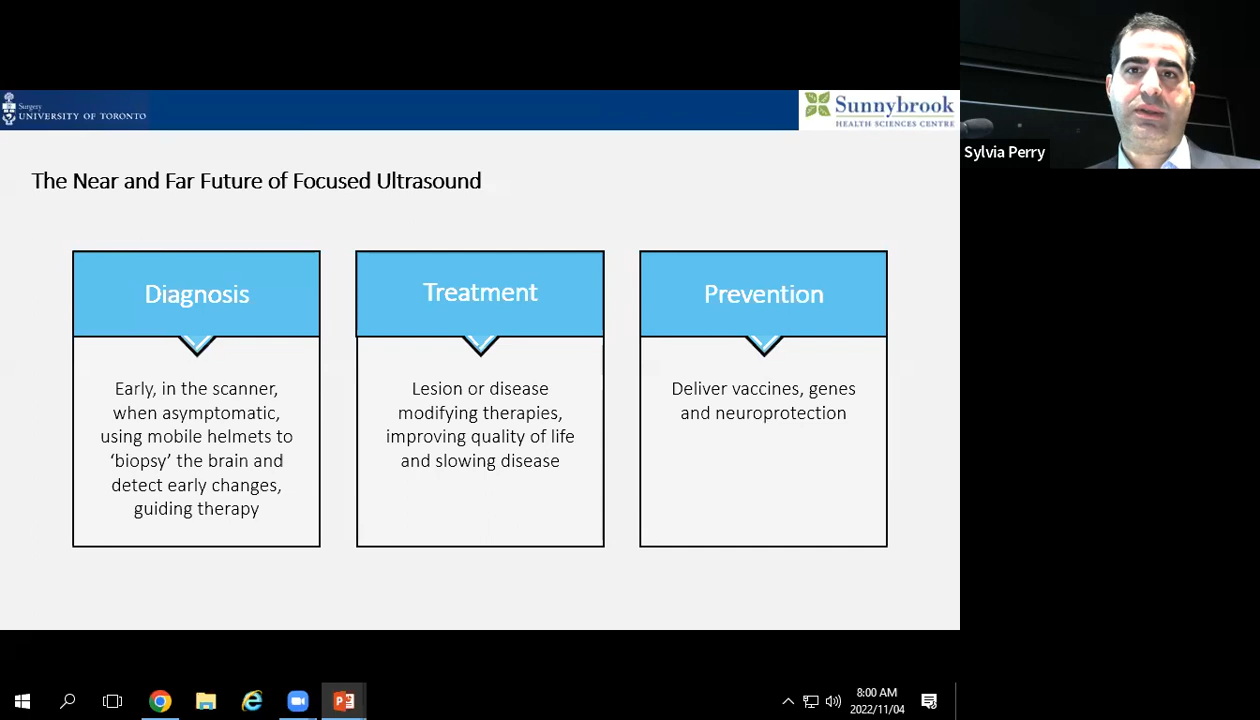 Surgery
UNIVERSITY OF TORONTO
Sunnybrook
HEALTH SCIENCES CENTRE
Sylvia Perry
The Near and Far Future of Focused Ultrasound
Diagnosis
Early, in the scanner,
when asymptomatic,
using mobile helmets to
‘biopsy’ the brain and
detect early changes,
guiding therapy
Treatment
Lesion or disease
modifying therapies,
improving quality of life
and slowing disease
Prevention
Deliver vaccines, genes
and neuroprotection
8:00 AM
2022/11/04